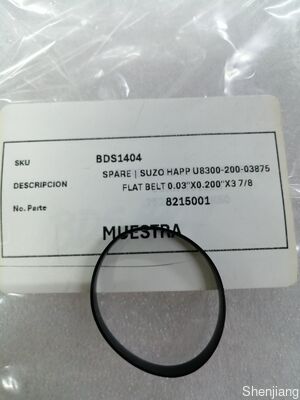 SKU BDS1404
DESCRIPCION SPARE | SUZO HAPP U8300-200-03875
FLAT BELT 0.03"X0.200"X3 7/8
No. Parte 8215001
MUESTRA
Shenjiang